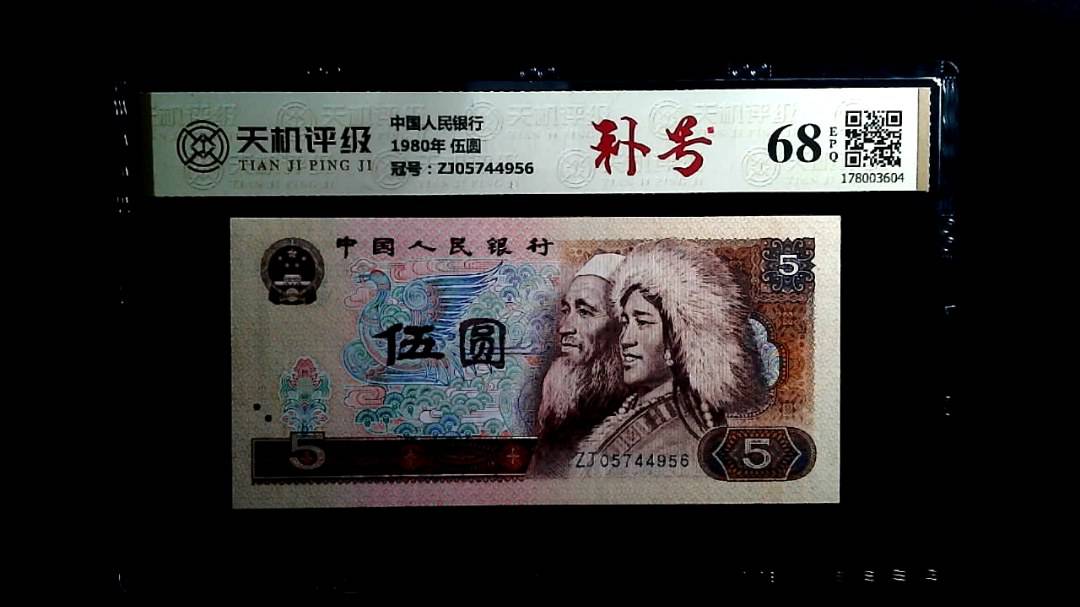 天机评级
TIAN JI PING JI
中国人民银行
1980年 伍圆
冠号：ZJ05744956
补号
68
EPQ
178003604
中国人民银行
5
伍圆
5
ZJ05744956
5